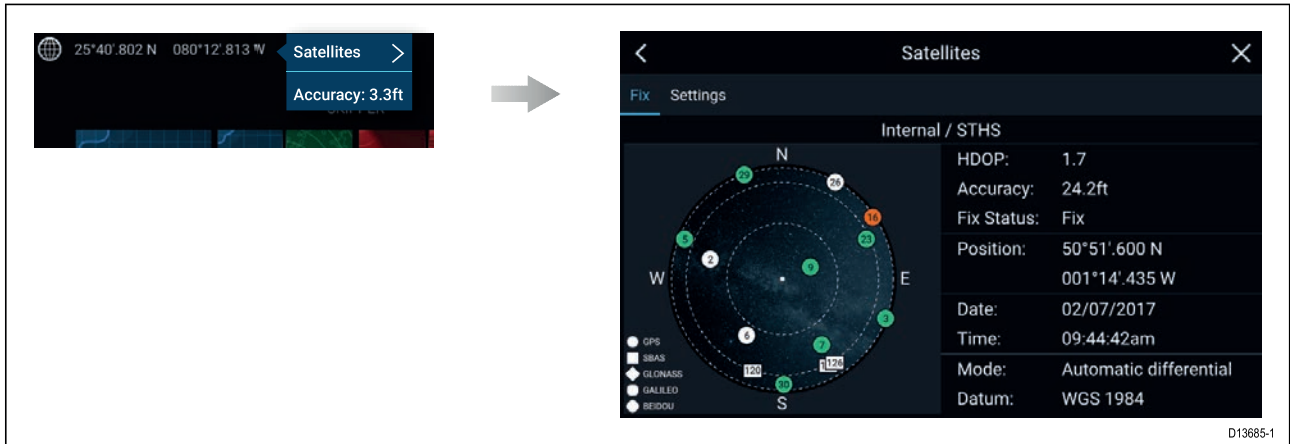 25°40'.802 N 080°12'.813 W
Satellites
Accuracy: 3.3ft
Satellites
Fix Settings
Internal / STHS
HDOP: 1.7
Accuracy: 24.2ft
Fix Status: Fix
Position: 50°51'.600 N
001°14'.435 W
Date: 02/07/2017
Time: 09:44:42am
Mode: Automatic differential
Datum: WGS 1984
N
29
26
16
5
23
2
9
W
E
3
6
7
120
126
30
S
GPS
SBAS
GLONASS
GALILEO
BEIDOU
D13685-1